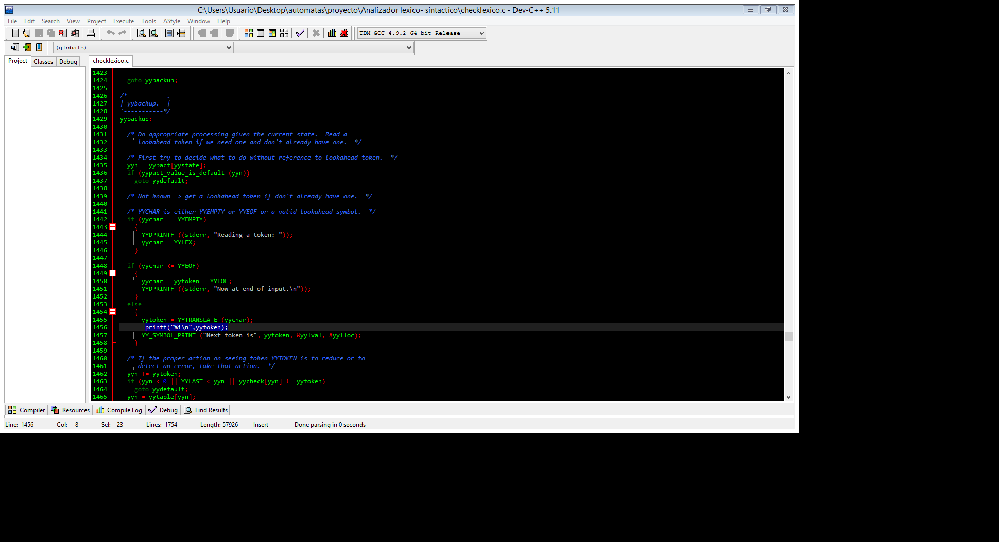 DEV
C:\Users\Usuario\Desktop\automatas\proyecto\Analizador lexico- sintactico\checklexico.c - Dev-C++ 5.11
File Edit Search View Project Execute Tools AStyle Window Help
TDM-GCC 4.9.2 64-bit Release
(globals)
Project Classes Debug
checklexico.c
1423
1424 goto yybackup;
1425
1426 /*-----------.
1427 | yybackup.  |
1428 `-----------*/
1429 yybackup:
1430
1431 /* Do appropriate processing given the current state.  Read a
1432 lookahead token if we need one and don't already have one.  */
1433
1434 /* First try to decide what to do without reference to lookahead token.  */
1435 yyn = yypact[yystate];
1436 if (yypact_value_is_default (yyn))
1437 goto yydefault;
1438
1439 /* Not known => get a lookahead token if don't already have one.  */
1440
1441 /* YYCHAR is either YYEMPTY or YYEOF or a valid lookahead symbol.  */
1442 if (yychar == YYEMPTY)
1443 {
1444 YYDPRINTF ((stderr, "Reading a token: "));
1445 yychar = YYLEX;
1446 }
1447
1448 if (yychar <= YYEOF)
1449 {
1450 yychar = yytoken = YYEOF;
1451 YYDPRINTF ((stderr, "Now at end of input.\n"));
1452 }
1453 else
1454 {
1455 yytoken = YYTRANSLATE (yychar);
1456 printf("%i\n",yytoken);
1457 YY_SYMBOL_PRINT ("Next token is", yytoken, &yylval, &yylloc);
1458 }
1459
1460 /* If the proper action on seeing token YYTOKEN is to reduce or to
1461 detect an error, take that action.  */
1462 yyn += yytoken;
1463 if (yyn < 0 || YYLAST < yyn || yycheck[yyn] != yytoken)
1464 goto yydefault;
1465 yyn = yytable[yyn];
Compiler Resources Compile Log Debug Find Results
Line: 1456 Col: 8 Sel: 23 Lines: 1754 Length: 57926 Insert Done parsing in 0 seconds